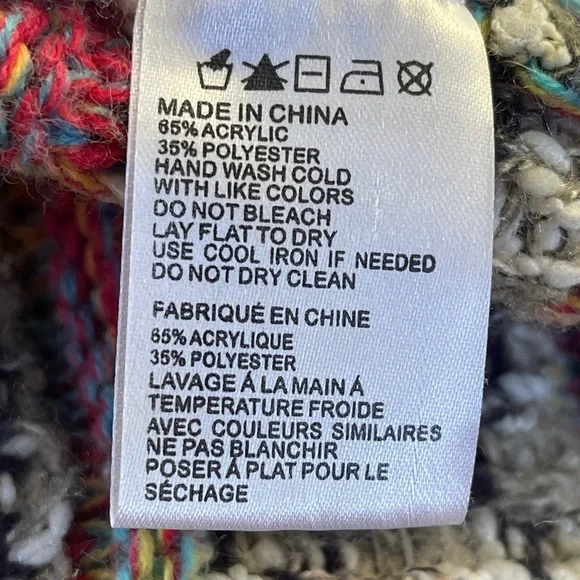 MADE IN CHINA
65% ACRYLIC
35% POLYESTER
HAND WASH COLD
WITH LIKE COLORS
DO NOT BLEACH
LAY FLAT TO DRY
USE COOL IRON IF NEEDED
DO NOT DRY CLEAN
FABRIQUÉ EN CHINE
65% ACRYLIQUE
35% POLYESTER
LAVAGE Á LA MAIN Á
TEMPERATURE FROIDE
AVEC COULEURS SIMILAIRES
NE PAS BLANCHIR
POSER Á PLAT POUR LE
SÉCHAGE